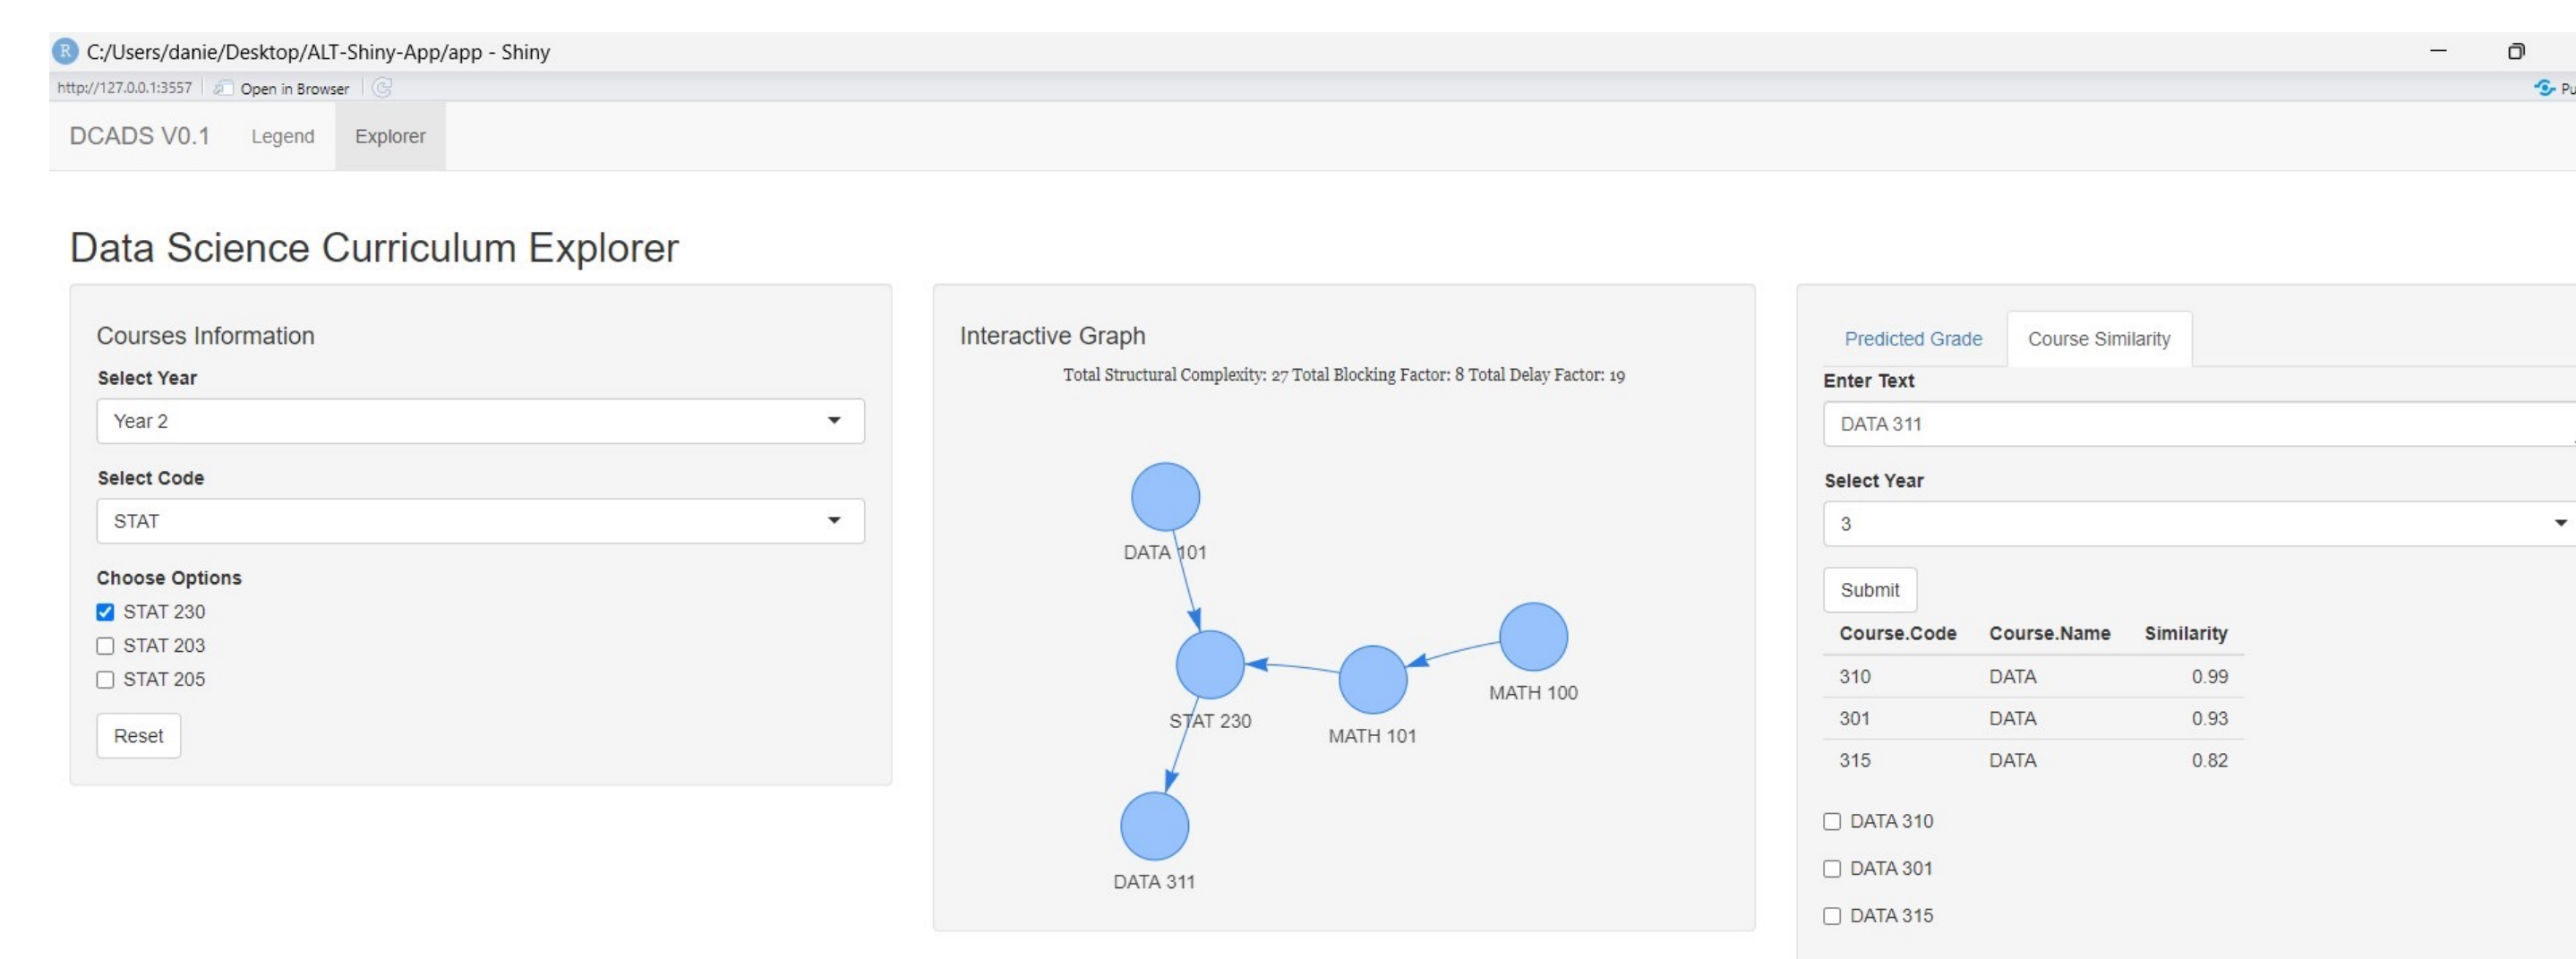 C:/Users/danie/Desktop/ALT-Shiny-App/app - Shiny
http://127.0.0.1:3557 Open in Browser
Pu
DCADS V0.1 Legend Explorer
Data Science Curriculum Explorer
Courses Information
Select Year
Year 2
Select Code
STAT
Choose Options
STAT 230
STAT 203
STAT 205
Reset
Interactive Graph
Total Structural Complexity: 27 Total Blocking Factor: 8 Total Delay Factor: 19
DATA 101
MATH 100
STAT 230
MATH 101
DATA 311
Predicted Grade Course Similarity
Enter Text
DATA 311
Select Year
3
Submit
Course.Code Course.Name Similarity
310 DATA 0.99
301 DATA 0.93
315 DATA 0.82
DATA 310
DATA 301
DATA 315